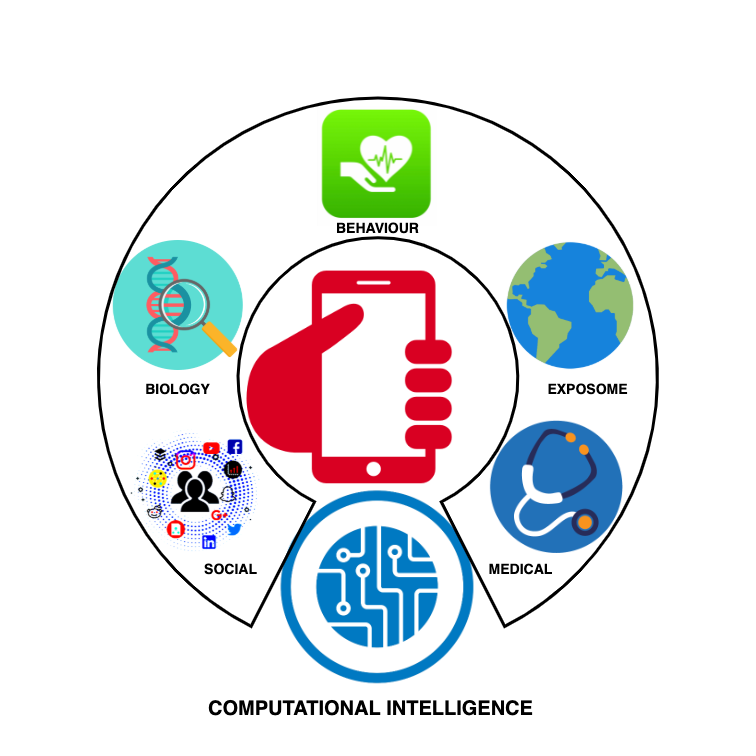 BEHAVIOUR
BIOLOGY
EXPOSOME
SOCIAL
MEDICAL
COMPUTATIONAL INTELLIGENCE